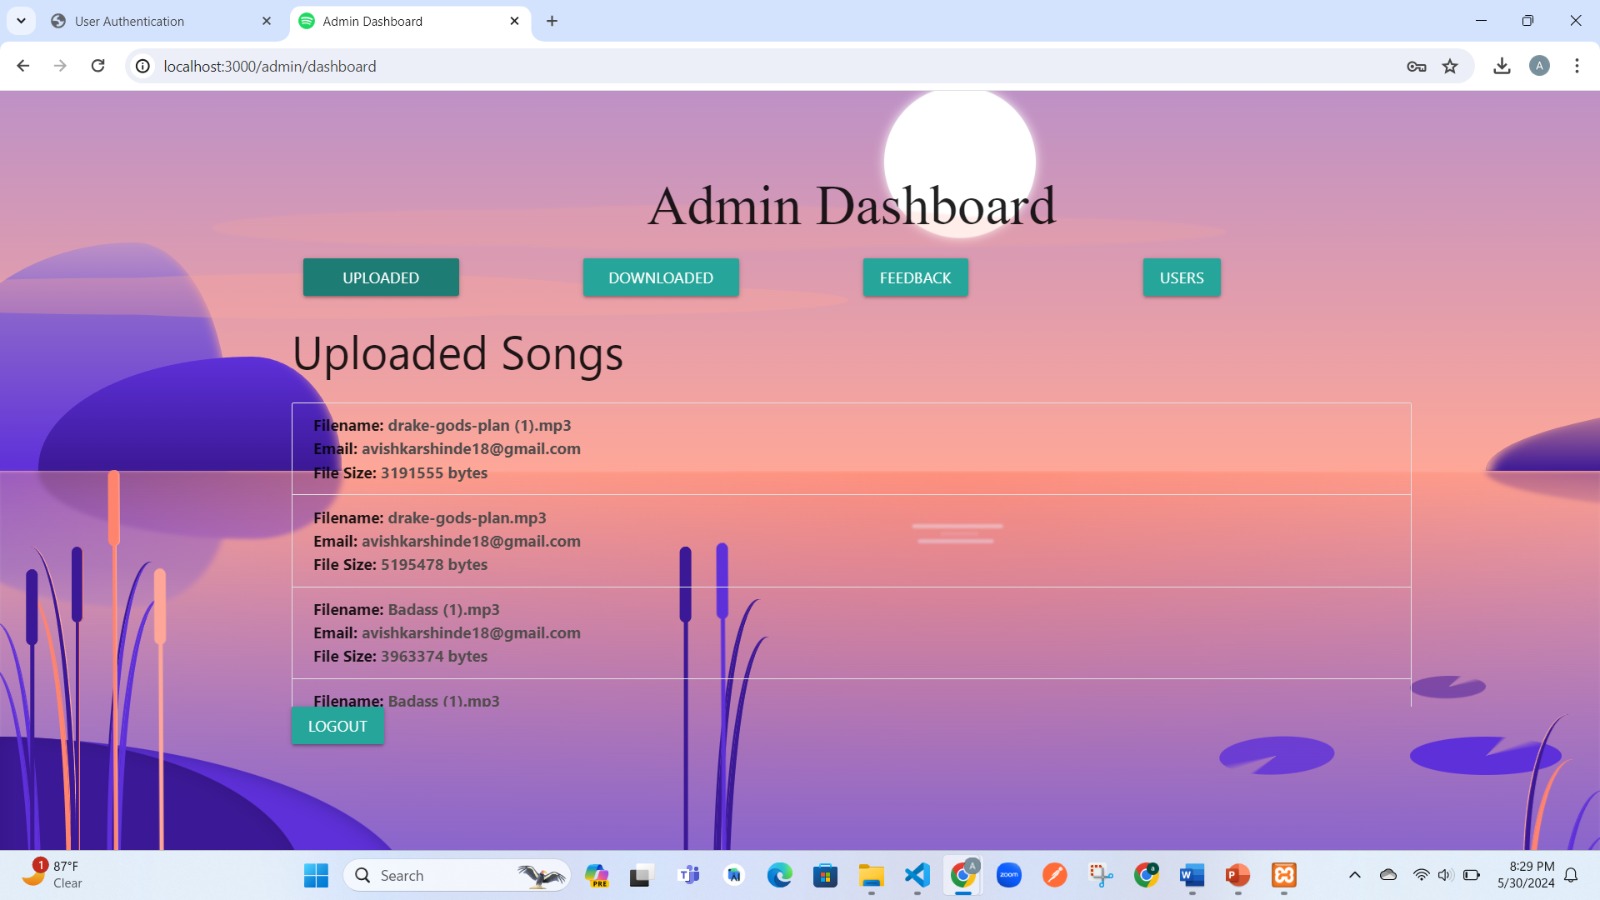 User Authentication
Admin Dashboard
localhost:3000/admin/dashboard
A
Admin Dashboard
UPLOADED
DOWNLOADED
FEEDBACK
USERS
Uploaded Songs
Filename: drake-gods-plan (1).mp3
Email: avishkarshinde18@gmail.com
File Size: 3191555 bytes
Filename: drake-gods-plan.mp3
Email: avishkarshinde18@gmail.com
File Size: 5195478 bytes
Filename: Badass (1).mp3
Email: avishkarshinde18@gmail.com
File Size: 3963374 bytes
Filename: Badass (1).mp3
LOGOUT
1
87°F
Clear
Search
PRE
A
zoom
8:29 PM
5/30/2024